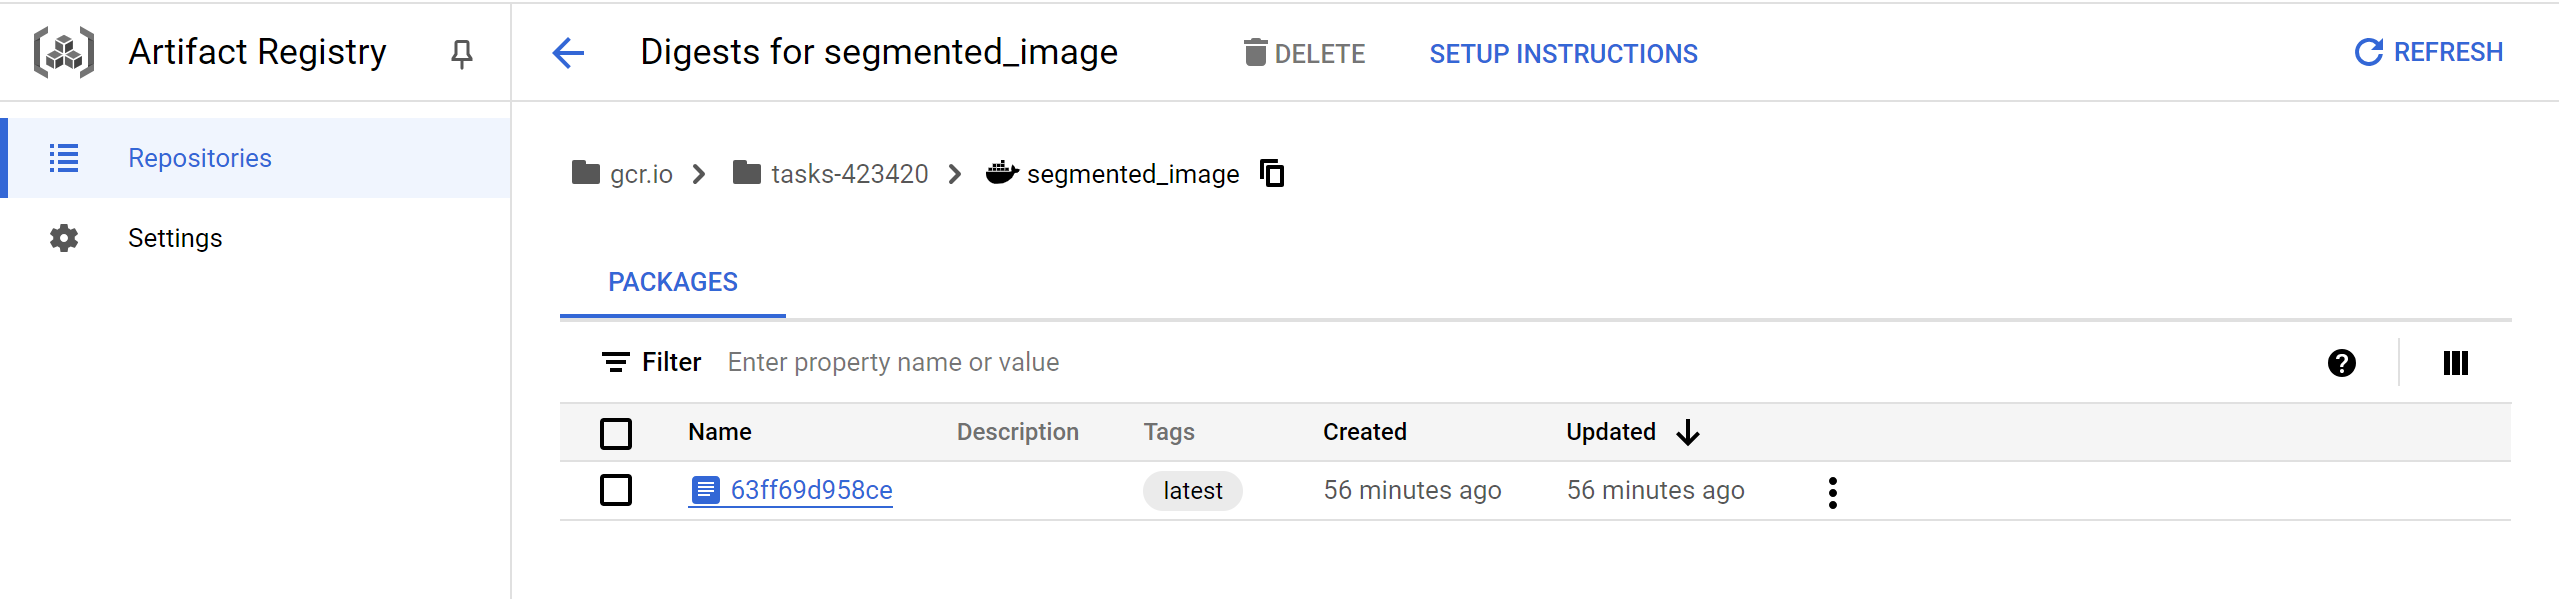 Artifact Registry
Digests for segmented_image
DELETE
SETUP INSTRUCTIONS
REFRESH
Repositories
Settings
gcr.io
tasks-423420
segmented_image
PACKAGES
Filter Enter property name or value
Name Description Tags Created Updated
63ff69d958ce latest 56 minutes ago 56 minutes ago